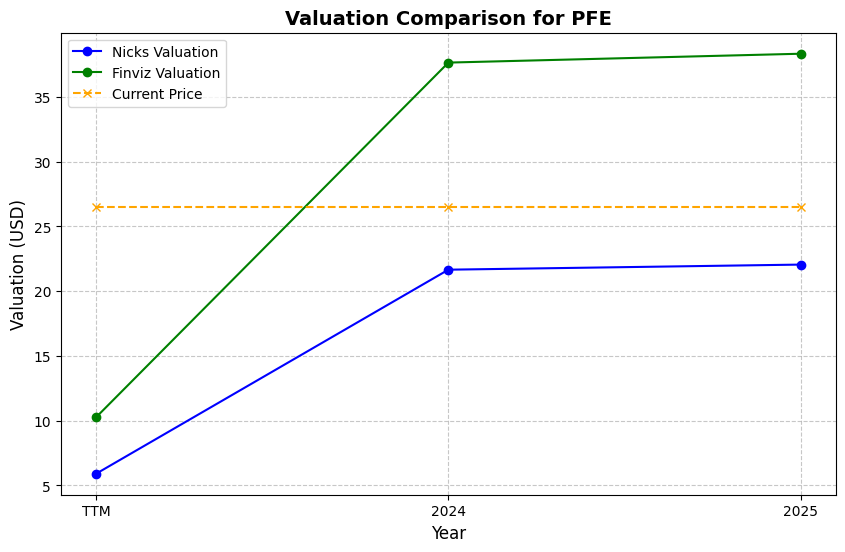 Valuation Comparison for PFE
Nicks Valuation
Finviz Valuation
Current Price
Valuation (USD)
35
30
25
20
15
10
5
TTM
2024
2025
Year